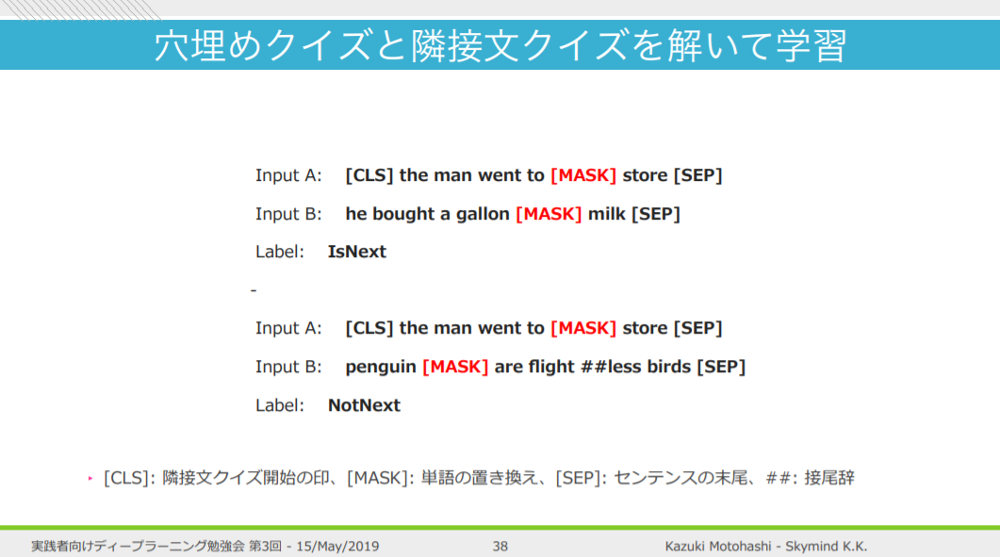 穴埋めクイズと隣接文クイズを解いて学習
Input A: [CLS] the man went to [MASK] store [SEP]
Input B: he bought a gallon [MASK] milk [SEP]
Label: IsNext
-
Input A: [CLS] the man went to [MASK] store [SEP]
Input B: penguin [MASK] are flight ##less birds [SEP]
Label: NotNext
‣ [CLS]: 隣接文クイズ開始の印、[MASK]: 単語の置き換え、[SEP]: センテンスの末尾、##: 接尾辞
実践者向けディープラーニング勉強会 第3回 - 15/May/2019 38 Kazuki Motohashi - Skymind K.K.